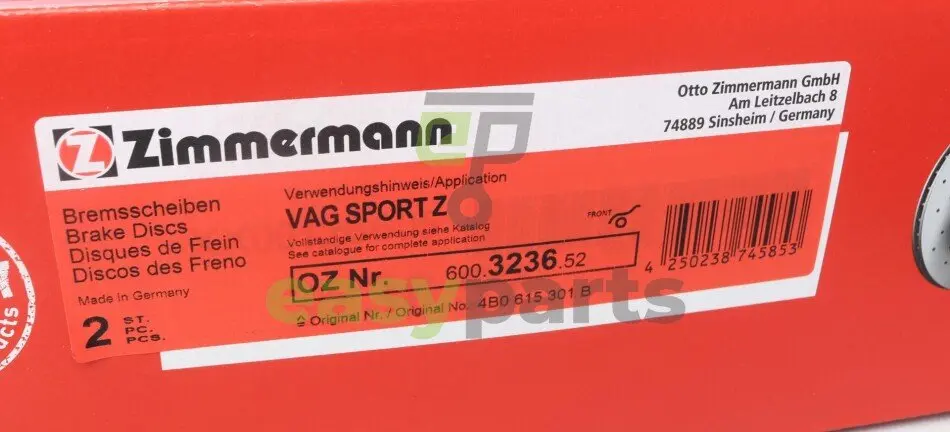 Otto Zimmermann GmbH
Am Leitzelbach 8
74889 Sinsheim / Germany
Z Zimmermann
Bremsscheiben
Brake Discs
Disques de Frein
Discos des Freno
Made in Germany
2 ST.
PC.
PCS.
Verwendungshinweis/Application
VAG SPORT Z
Vollständige Verwendung siehe Katalog
See catalogue for complete application
FRONT
OZ Nr. 600.3236.52
Original Nr. / Original No. 4B0 615 301 B
4 250238 745853
easyparts